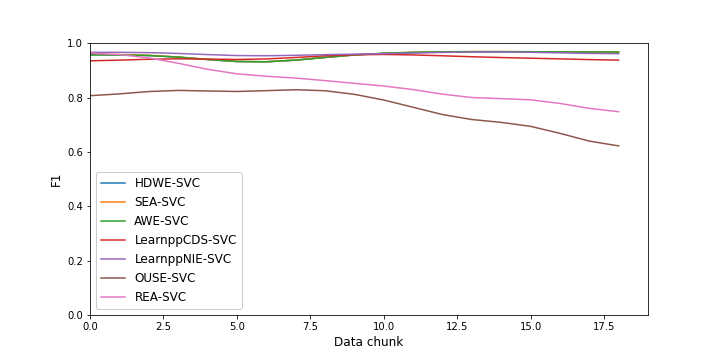 1.0
0.8
0.6
0.4
0.2
0.0
F1
HDWE-SVC
SEA-SVC
AWE-SVC
LearnppCDS-SVC
LearnppNIE-SVC
OUSE-SVC
REA-SVC
0.0 2.5 5.0 7.5 10.0 12.5 15.0 17.5
Data chunk